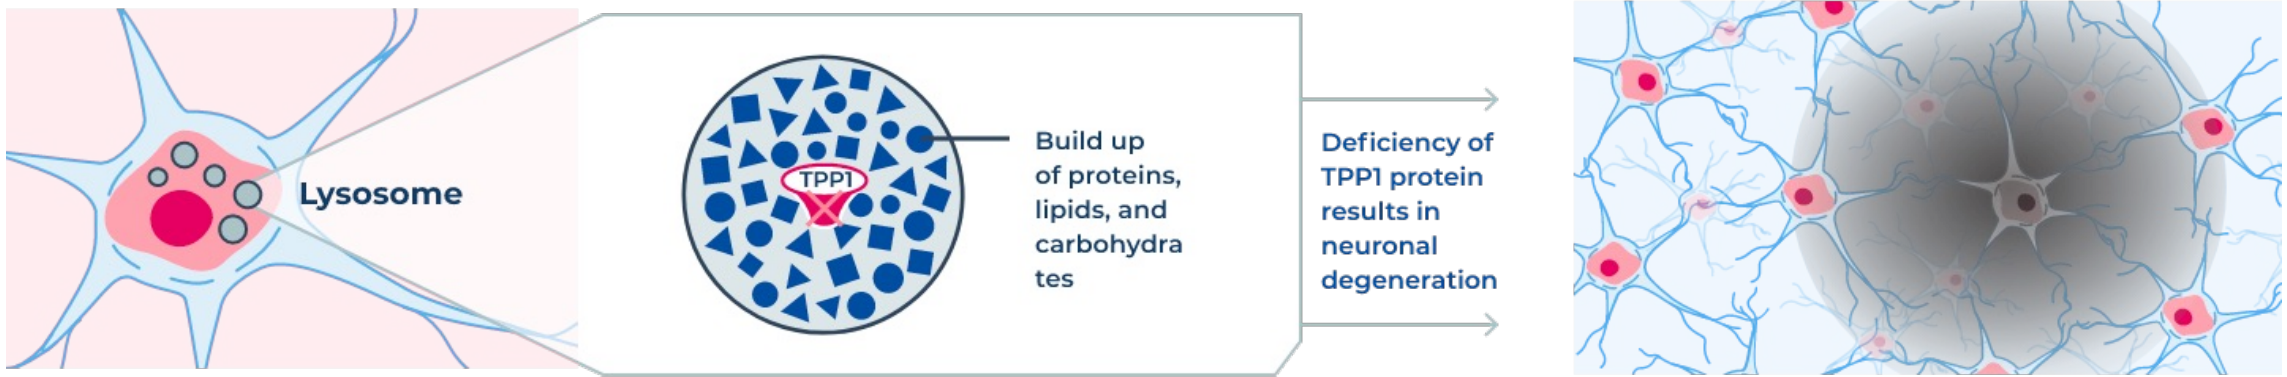 Lysosome
TPP1
Build up
of proteins,
lipids, and
carbohydra
tes
Deficiency of
TPP1 protein
results in
neuronal
degeneration